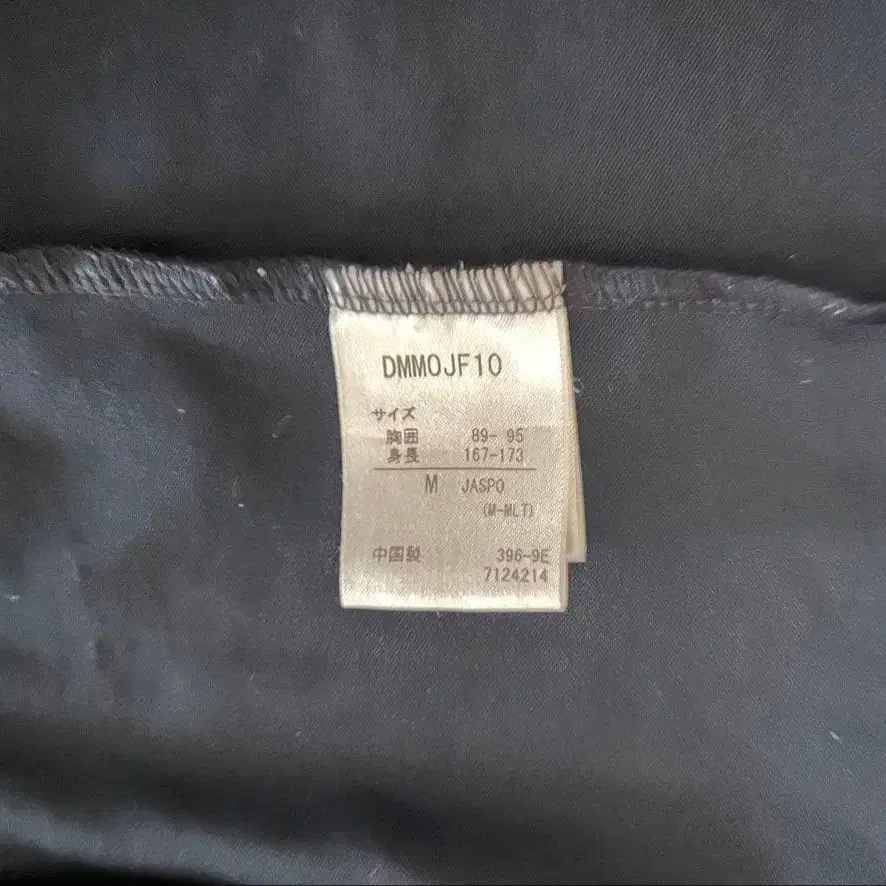 DMMOJF10
サイズ
胸囲 89- 95
身長 167-173
M JASPO
(M-MLT)
中国製 396-9E
7124214